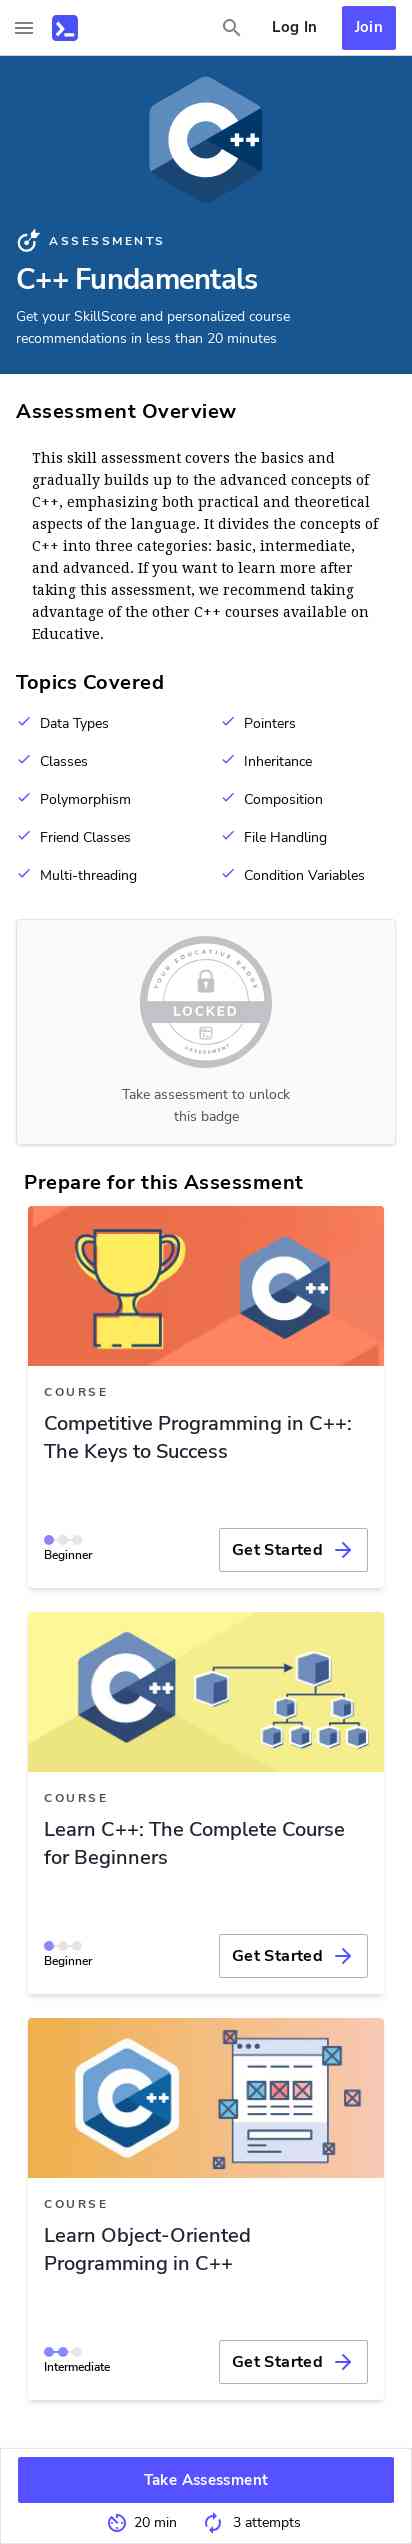 Log In
Join
C++
ASSESSMENTS
C++ Fundamentals
Get your SkillScore and personalized course
recommendations in less than 20 minutes
Assessment Overview
This skill assessment covers the basics and
gradually builds up to the advanced concepts of
C++, emphasizing both practical and theoretical
aspects of the language. It divides the concepts of
C++ into three categories: basic, intermediate,
and advanced. If you want to learn more after
taking this assessment, we recommend taking
advantage of the other C++ courses available on
Educative.
Topics Covered
Data Types
Pointers
Classes
Inheritance
Polymorphism
Composition
Friend Classes
File Handling
Multi-threading
Condition Variables
YOUR EDUCATIVE BADGE
LOCKED
ASSESSMENT
Take assessment to unlock
this badge
Prepare for this Assessment
C++
COURSE
Competitive Programming in C++:
The Keys to Success
Beginner
Get Started
C++
COURSE
Learn C++: The Complete Course
for Beginners
Beginner
Get Started
C++
COURSE
Learn Object-Oriented
Programming in C++
Intermediate
Get Started
Take Assessment
20 min
3 attempts